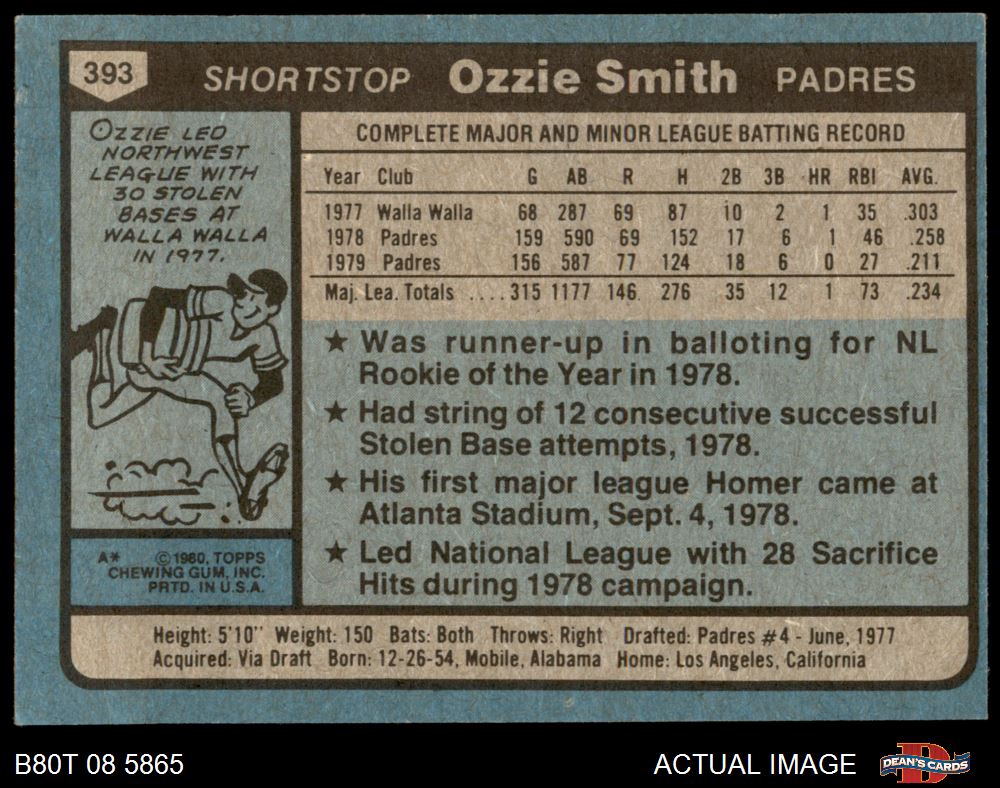 393 SHORTSTOP Ozzie Smith PADRES
OZZIE LED
NORTHWEST
LEAGUE WITH
30 STOLEN
BASES AT
WALLA WALLA
IN 1977.
A* ©1980, TOPPS
CHEWING GUM, INC.
PRTD. IN U.S.A.
COMPLETE MAJOR AND MINOR LEAGUE BATTING RECORD
Year Club G AB R H 2B 3B HR RBI AVG.
1977 Walla Walla 68 287 69 87 10 2 1 35 .303
1978 Padres 159 590 69 152 17 6 1 46 .258
1979 Padres 156 587 77 124 18 6 0 27 .211
Maj. Lea. Totals ....315 1177 146 276 35 12 1 73 .234
★ Was runner-up in balloting for NL
Rookie of the Year in 1978.
★ Had string of 12 consecutive successful
Stolen Base attempts, 1978.
★ His first major league Homer came at
Atlanta Stadium, Sept. 4, 1978.
★ Led National League with 28 Sacrifice
Hits during 1978 campaign.
Height: 5'10" Weight: 150 Bats: Both Throws: Right Drafted: Padres #4 - June, 1977
Acquired: Via Draft Born: 12-26-54, Mobile, Alabama Home: Los Angeles, California
B80T 08 5865 ACTUAL IMAGE D DEAN'S CARDS